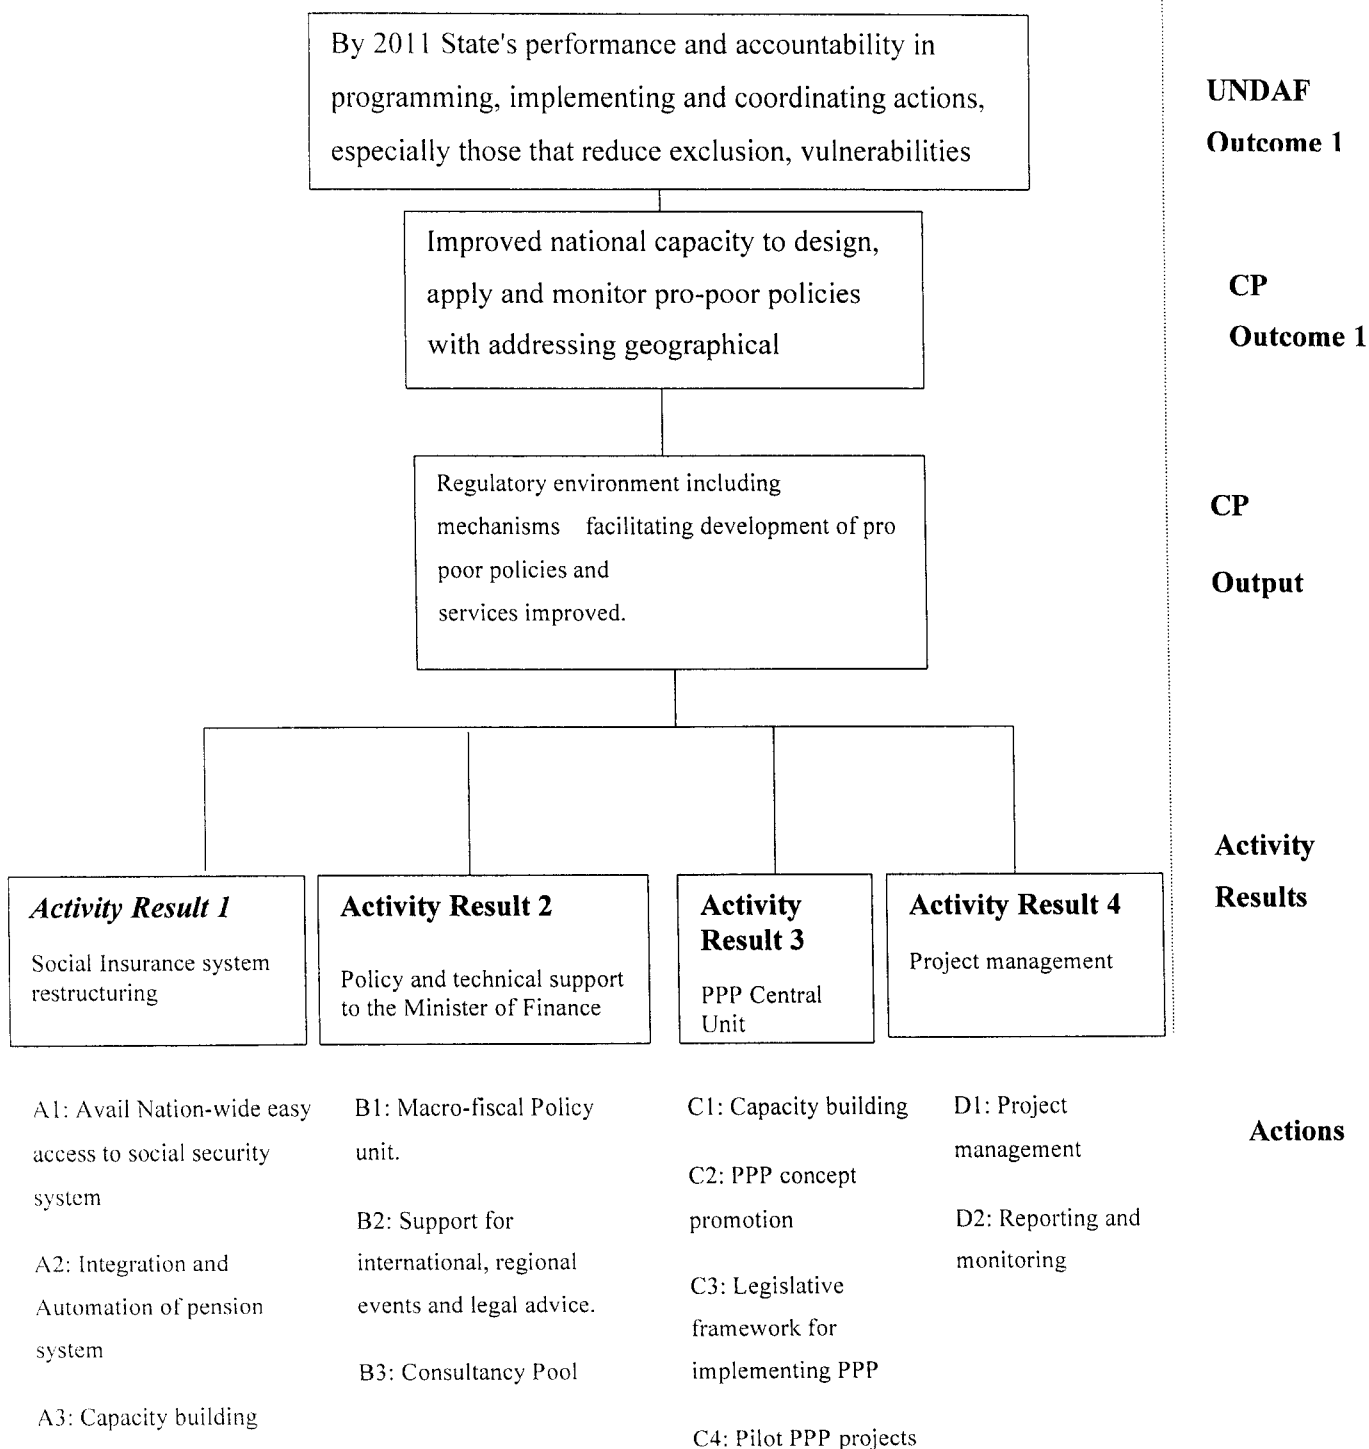 By 2011 State's performance and accountability in
programming, implementing and coordinating actions,
especially those that reduce exclusion, vulnerabilities
UNDAF
Outcome 1
Improved national capacity to design,
apply and monitor pro-poor policies
with addressing geographical
CP
Outcome 1
Regulatory environment including
mechanisms facilitating development of pro
poor policies and
services improved.
CP
Output
Activity
Results
Activity Result 1
Social Insurance system
restructuring
Activity Result 2
Policy and technical support
to the Minister of Finance
Activity
Result 3
PPP Central
Unit
Activity Result 4
Project management
A1: Avail Nation-wide easy
access to social security
system
A2: Integration and
Automation of pension
system
A3: Capacity building
B1: Macro-fiscal Policy
unit.
B2: Support for
international, regional
events and legal advice.
B3: Consultancy Pool
C1: Capacity building
C2: PPP concept
promotion
C3: Legislative
framework for
implementing PPP
C4: Pilot PPP projects
D1: Project
management
D2: Reporting and
monitoring
Actions